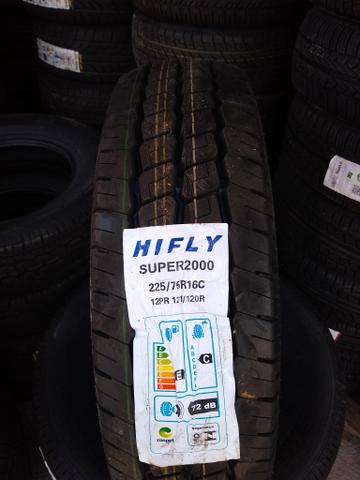 HIFLY
SUPER2000
225/75R16C
12PR 121/120R
A
B
C
D
E
F
C
72 dB